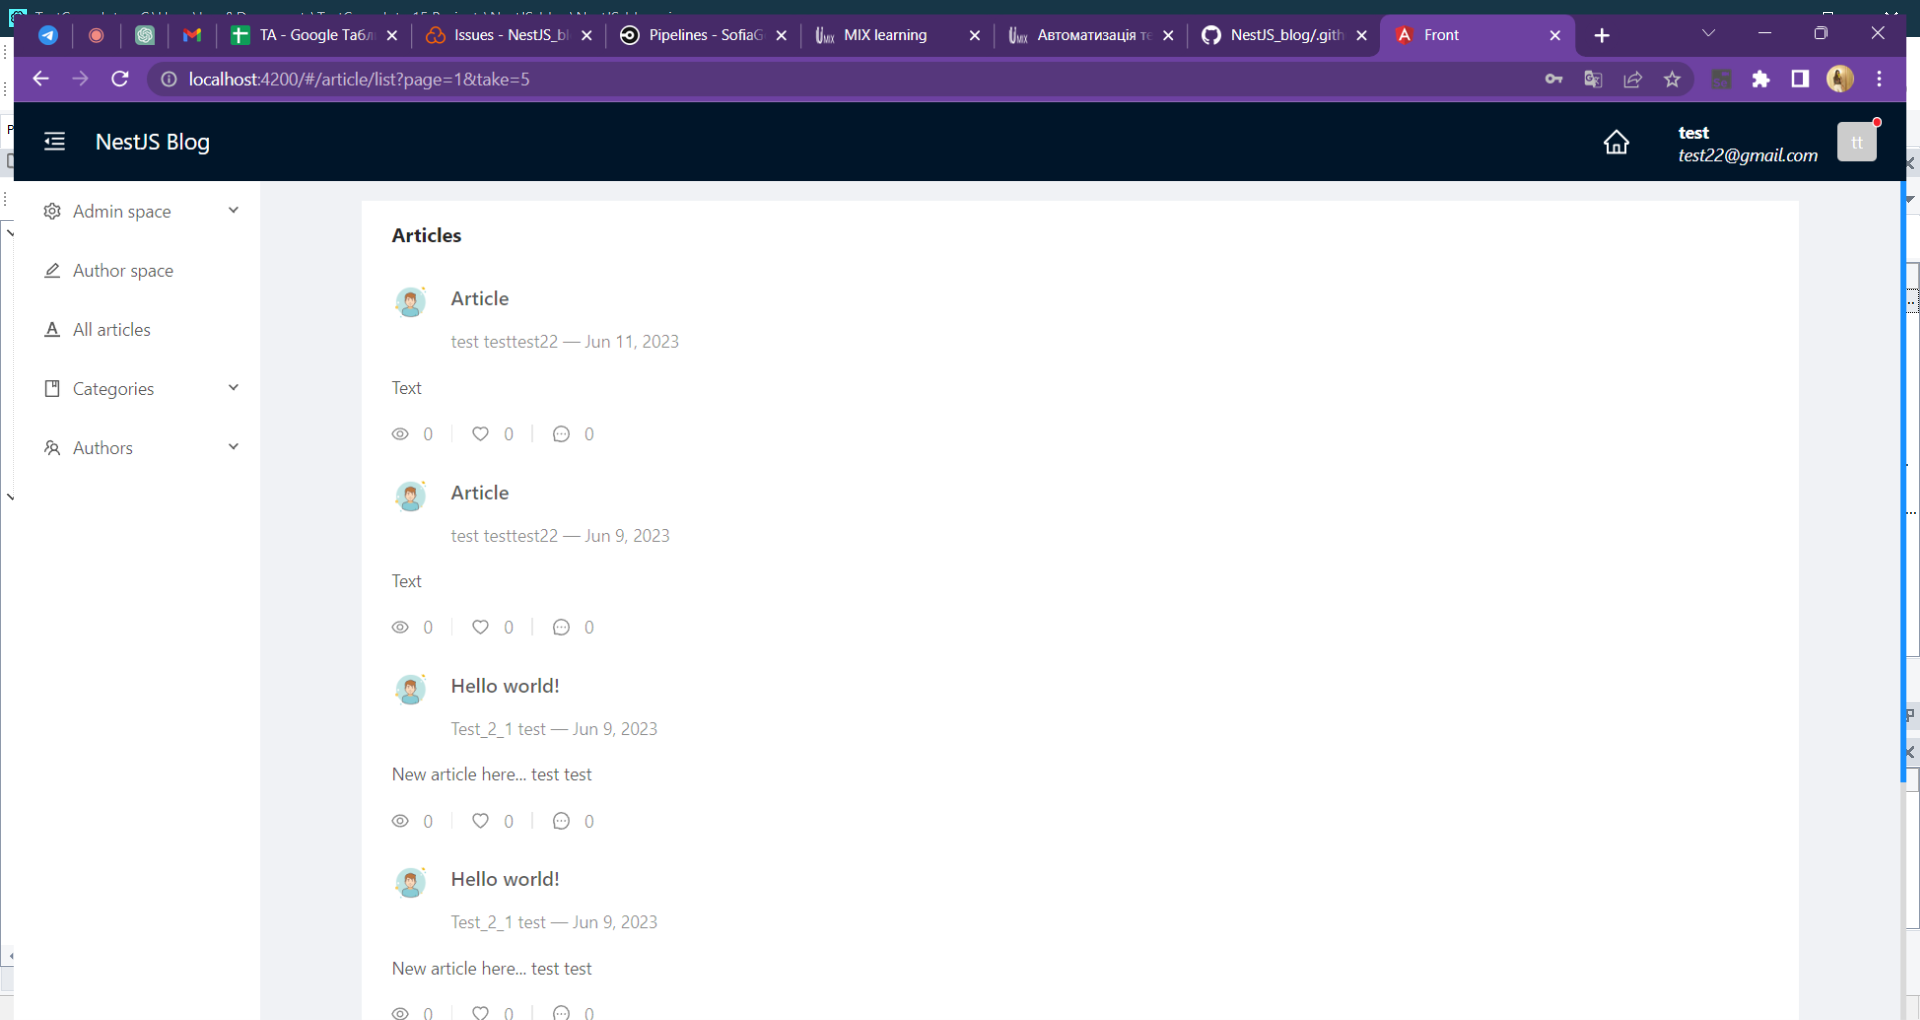 TA - Google Табл
Issues - NestJS_bl
Pipelines - SofiaG
MIX learning
Автоматизація те
NestJS_blog/.gith
Front
localhost:4200/#/article/list?page=1&take=5
NestJS Blog
test
test22@gmail.com
tt
Admin space
Author space
All articles
Categories
Authors
Articles
Article
test testtest22 — Jun 11, 2023
Text
0 0 0
Article
test testtest22 — Jun 9, 2023
Text
0 0 0
Hello world!
Test_2_1 test — Jun 9, 2023
New article here... test test
0 0 0
Hello world!
Test_2_1 test — Jun 9, 2023
New article here... test test
0 0 0